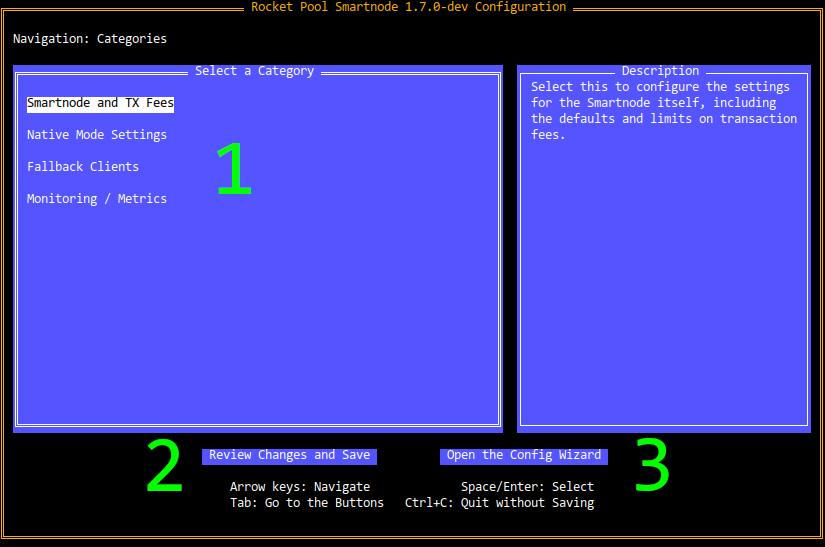 Rocket Pool Smartnode 1.7.0-dev Configuration
Navigation: Categories
Select a Category
Smartnode and TX Fees
Native Mode Settings
Fallback Clients
Monitoring / Metrics
1
Description
Select this to configure the settings
for the Smartnode itself, including
the defaults and limits on transaction
fees.
2
Review Changes and Save
Open the Config Wizard
3
Arrow keys: Navigate
Space/Enter: Select
Tab: Go to the Buttons
Ctrl+C: Quit without Saving